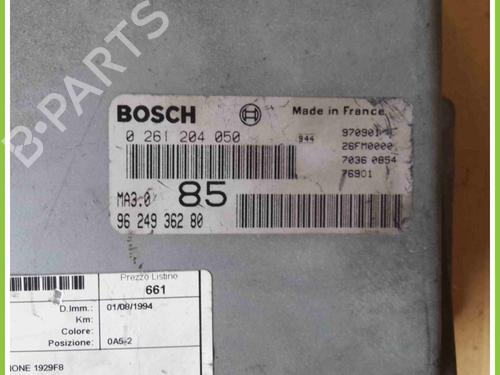 B-PARTS
BOSCH
Made in France
0 261 204 050
944
970901
26FM0000
7036 0854
76901
MA3.0
85
96 249 362 80
Prezzo Listino
661
D.Imm.:
01/08/1994
Km:
Colore:
Posizione:
0A5-2
IONE 1929F8